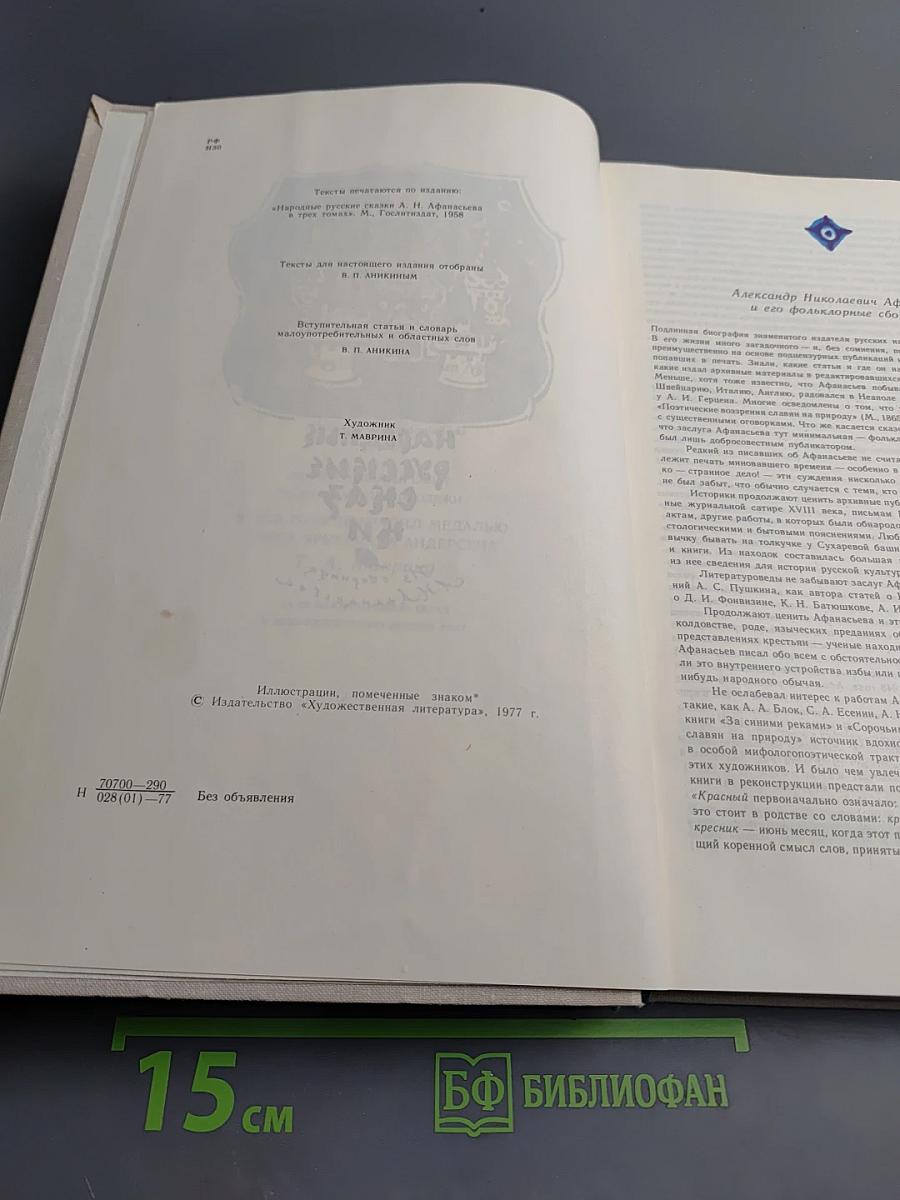 РФ
Н30
Тексты печатаются по изданию:
«Народные русские сказки А. Н. Афанасьева
в трех томах». М., Гослитиздат, 1958
Тексты для настоящего издания отобраны
В. П. АНИКИНЫМ
Вступительная статья и словарь
малоупотребительных и областных слов
В. П. АНИКИНА
Художник
Т. МАВРИНА
Иллюстрации, помеченные знаком*
© Издательство «Художественная литература», 1977 г.
Н 70700—290
028(01)—77 Без объявления
Александр Николаевич Аф
и его фольклорные сбо
Подлинная биография знаменитого издателя русских на
В его жизни много загадочного — и, без сомнения, по
преимущественно на основе подцензурных публикаций и
попавших в печать. Знали, какие статьи и где он на
какие издал архивные материалы в редактировавшихся
Меньше, хотя тоже известно, что Афанасьев побыва
Швейцарию, Италию, Англию, радовался в Неаполе
у А. И. Герцена. Многие осведомлены о том, что
«Поэтические воззрения славян на природу» (М., 1865
с существенными оговорками. Что же касается сказо
что заслуга Афанасьева тут минимальная — фолькл
был лишь добросовестным публикатором.
Редкий из писавших об Афанасьеве не счита
лежит печать миновавшего времени — особенно в
ко — странное дело! — эти суждения нисколько
не был забыт, что обычно случается с теми, кто
Историки продолжают ценить архивные пуб
ные журнальной сатире XVIII века, письмам
актам, другие работы, в которых были обнародо
стологическими и бытовыми пояснениями. Люб
вычку бывать на толкучке у Сухаревой башни
и книги. Из находок составилась большая
из нее сведения для истории русской культур
Литературоведы не забывают заслуг Аф
ний А. С. Пушкина, как автора статей о
о Д. И. Фонвизине, К. Н. Батюшкове, А. И
Продолжают ценить Афанасьева и эт
колдовстве, роде, языческих преданиях об
представлениях крестьян — ученые наход
Афанасьев писал обо всем с обстоятельнос
ли это внутреннего устройства избы или
нибудь народного обычая.
Не ослабевал интерес к работам А
такие, как А. А. Блок, С. А. Есенин, А. Н
книги «За синими реками» и «Сорочьи
славян на природу» источник вдохно
в особой мифологопоэтической тракт
этих художников. И было чем увлеч
книги в реконструкции предстали по
«Красный первоначально означало:
это стоит в родстве со словами: кр
кресник — июнь месяц, когда этот п
щий коренной смысл слов, приняты
15 см
БФ БИБЛИОФАН